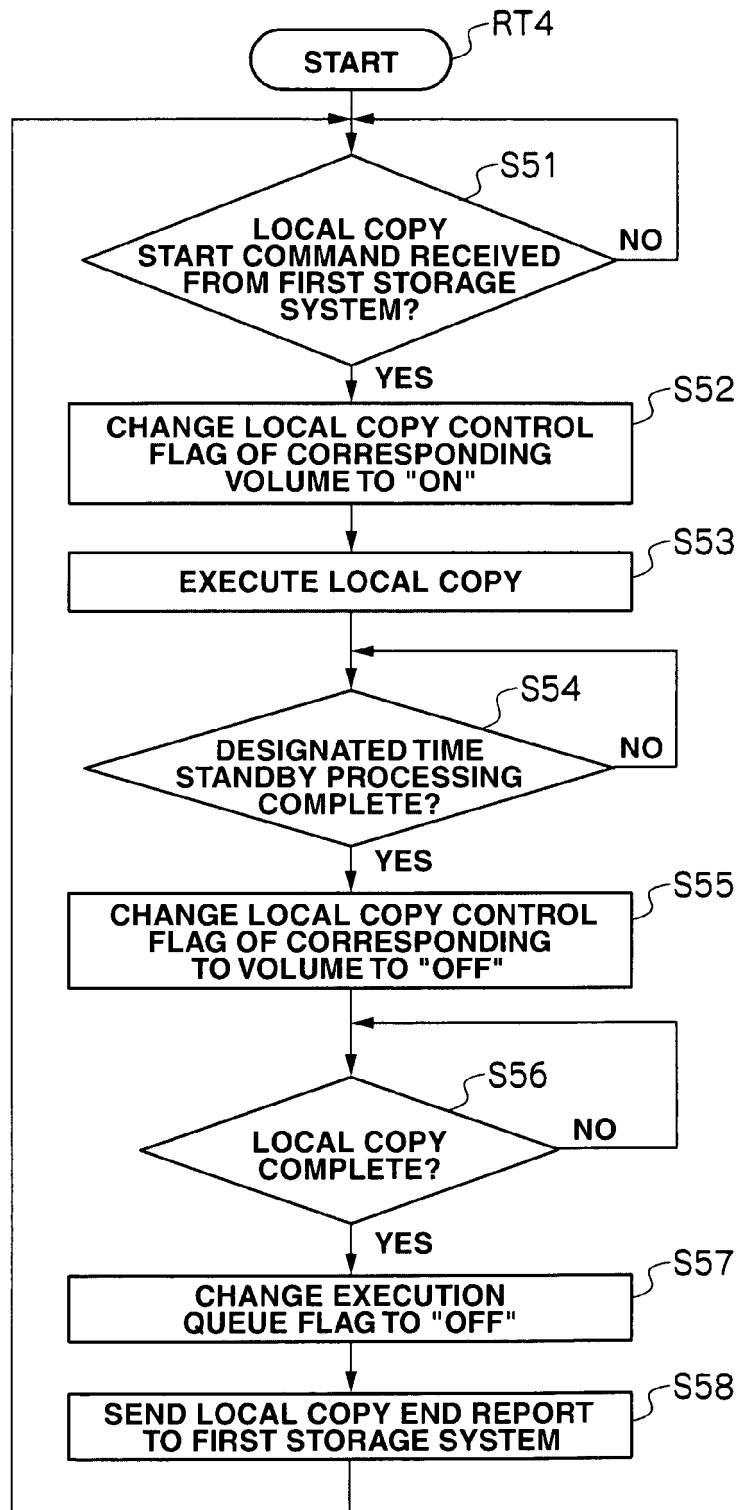 RT4
START
S51
LOCAL COPY
START COMMAND RECEIVED
FROM FIRST STORAGE
SYSTEM?
NO
YES
S52
CHANGE LOCAL COPY CONTROL
FLAG OF CORRESPONDING
VOLUME TO "ON"
S53
EXECUTE LOCAL COPY
S54
DESIGNATED TIME
STANDBY PROCESSING
COMPLETE?
NO
YES
S55
CHANGE LOCAL COPY CONTROL
FLAG OF CORRESPONDING
TO VOLUME TO "OFF"
S56
LOCAL COPY
COMPLETE?
NO
YES
S57
CHANGE EXECUTION
QUEUE FLAG TO "OFF"
S58
SEND LOCAL COPY END REPORT
TO FIRST STORAGE SYSTEM